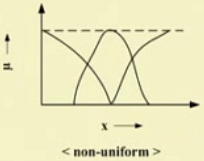 μ
x
< non-uniform >